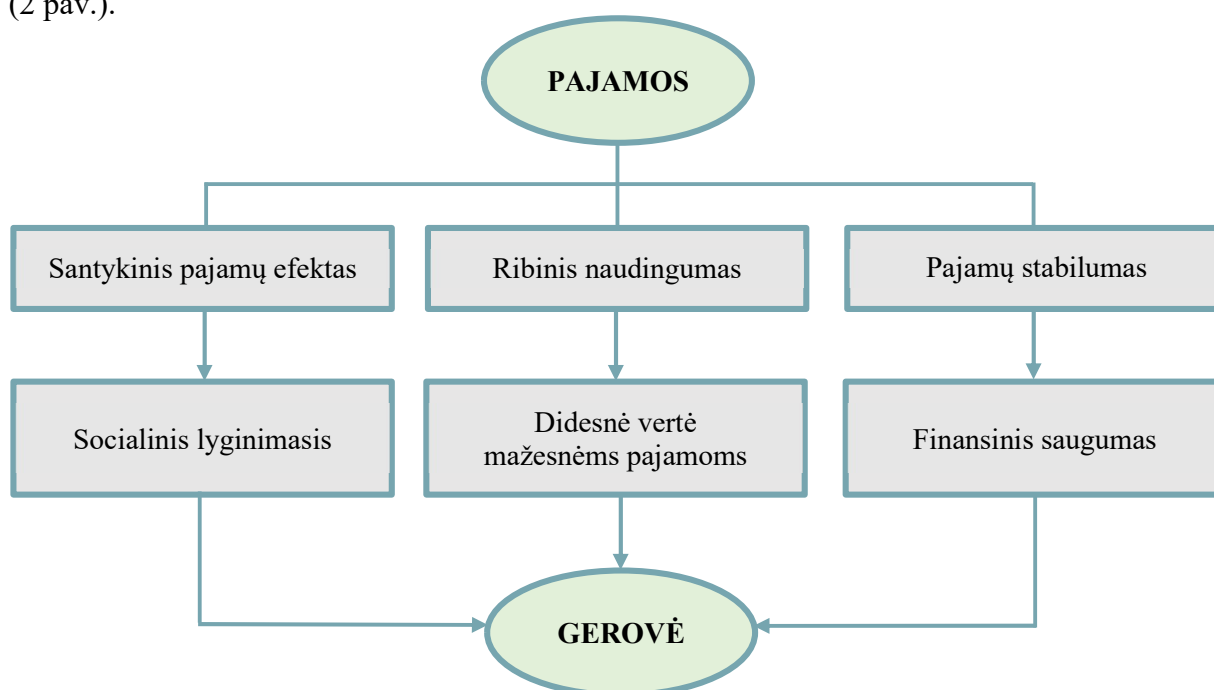 (2 pav.).
PAJAMOS
Santykinis pajamų efektas
Ribinis naudingumas
Pajamų stabilumas
Socialinis lyginimasis
Didesnė vertė
mažesnėms pajamoms
Finansinis saugumas
GEROVĖ